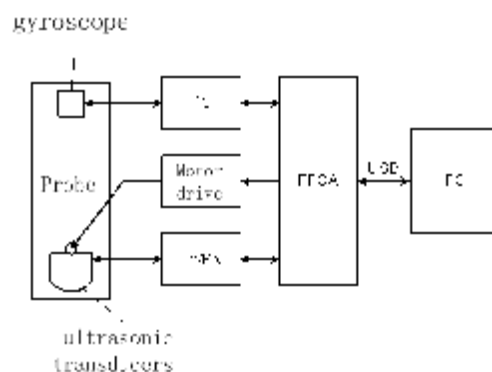 gyroscope
Probe
Motor
drive
FPGA
USB
PC
ultrasonic
transducers